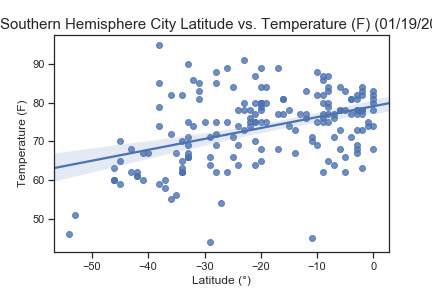 Southern Hemisphere City Latitude vs. Temperature (F) (01/19/20
90
80
70
60
50
Temperature (F)
−50 −40 −30 −20 −10 0
Latitude (°)